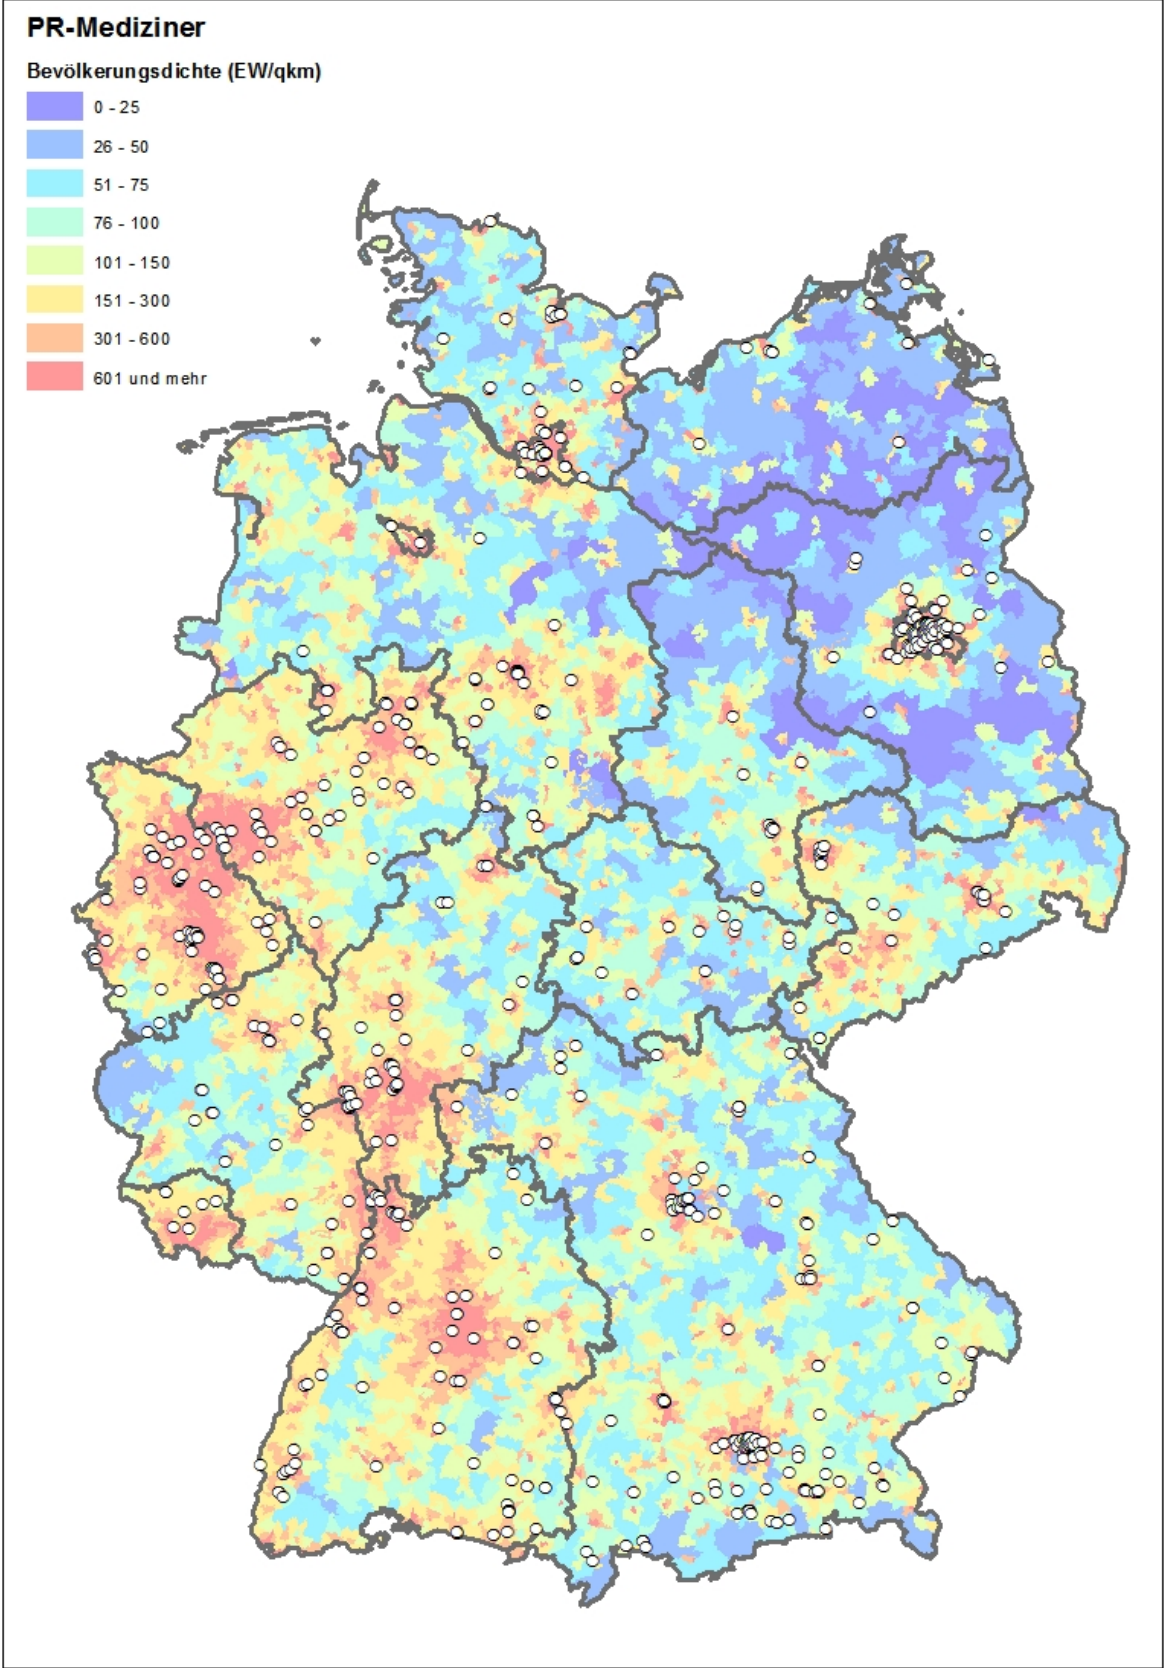 PR-Mediziner
Bevölkerungsdichte (EW/qkm)
0 - 25
26 - 50
51 - 75
76 - 100
101 - 150
151 - 300
301 - 600
601 und mehr